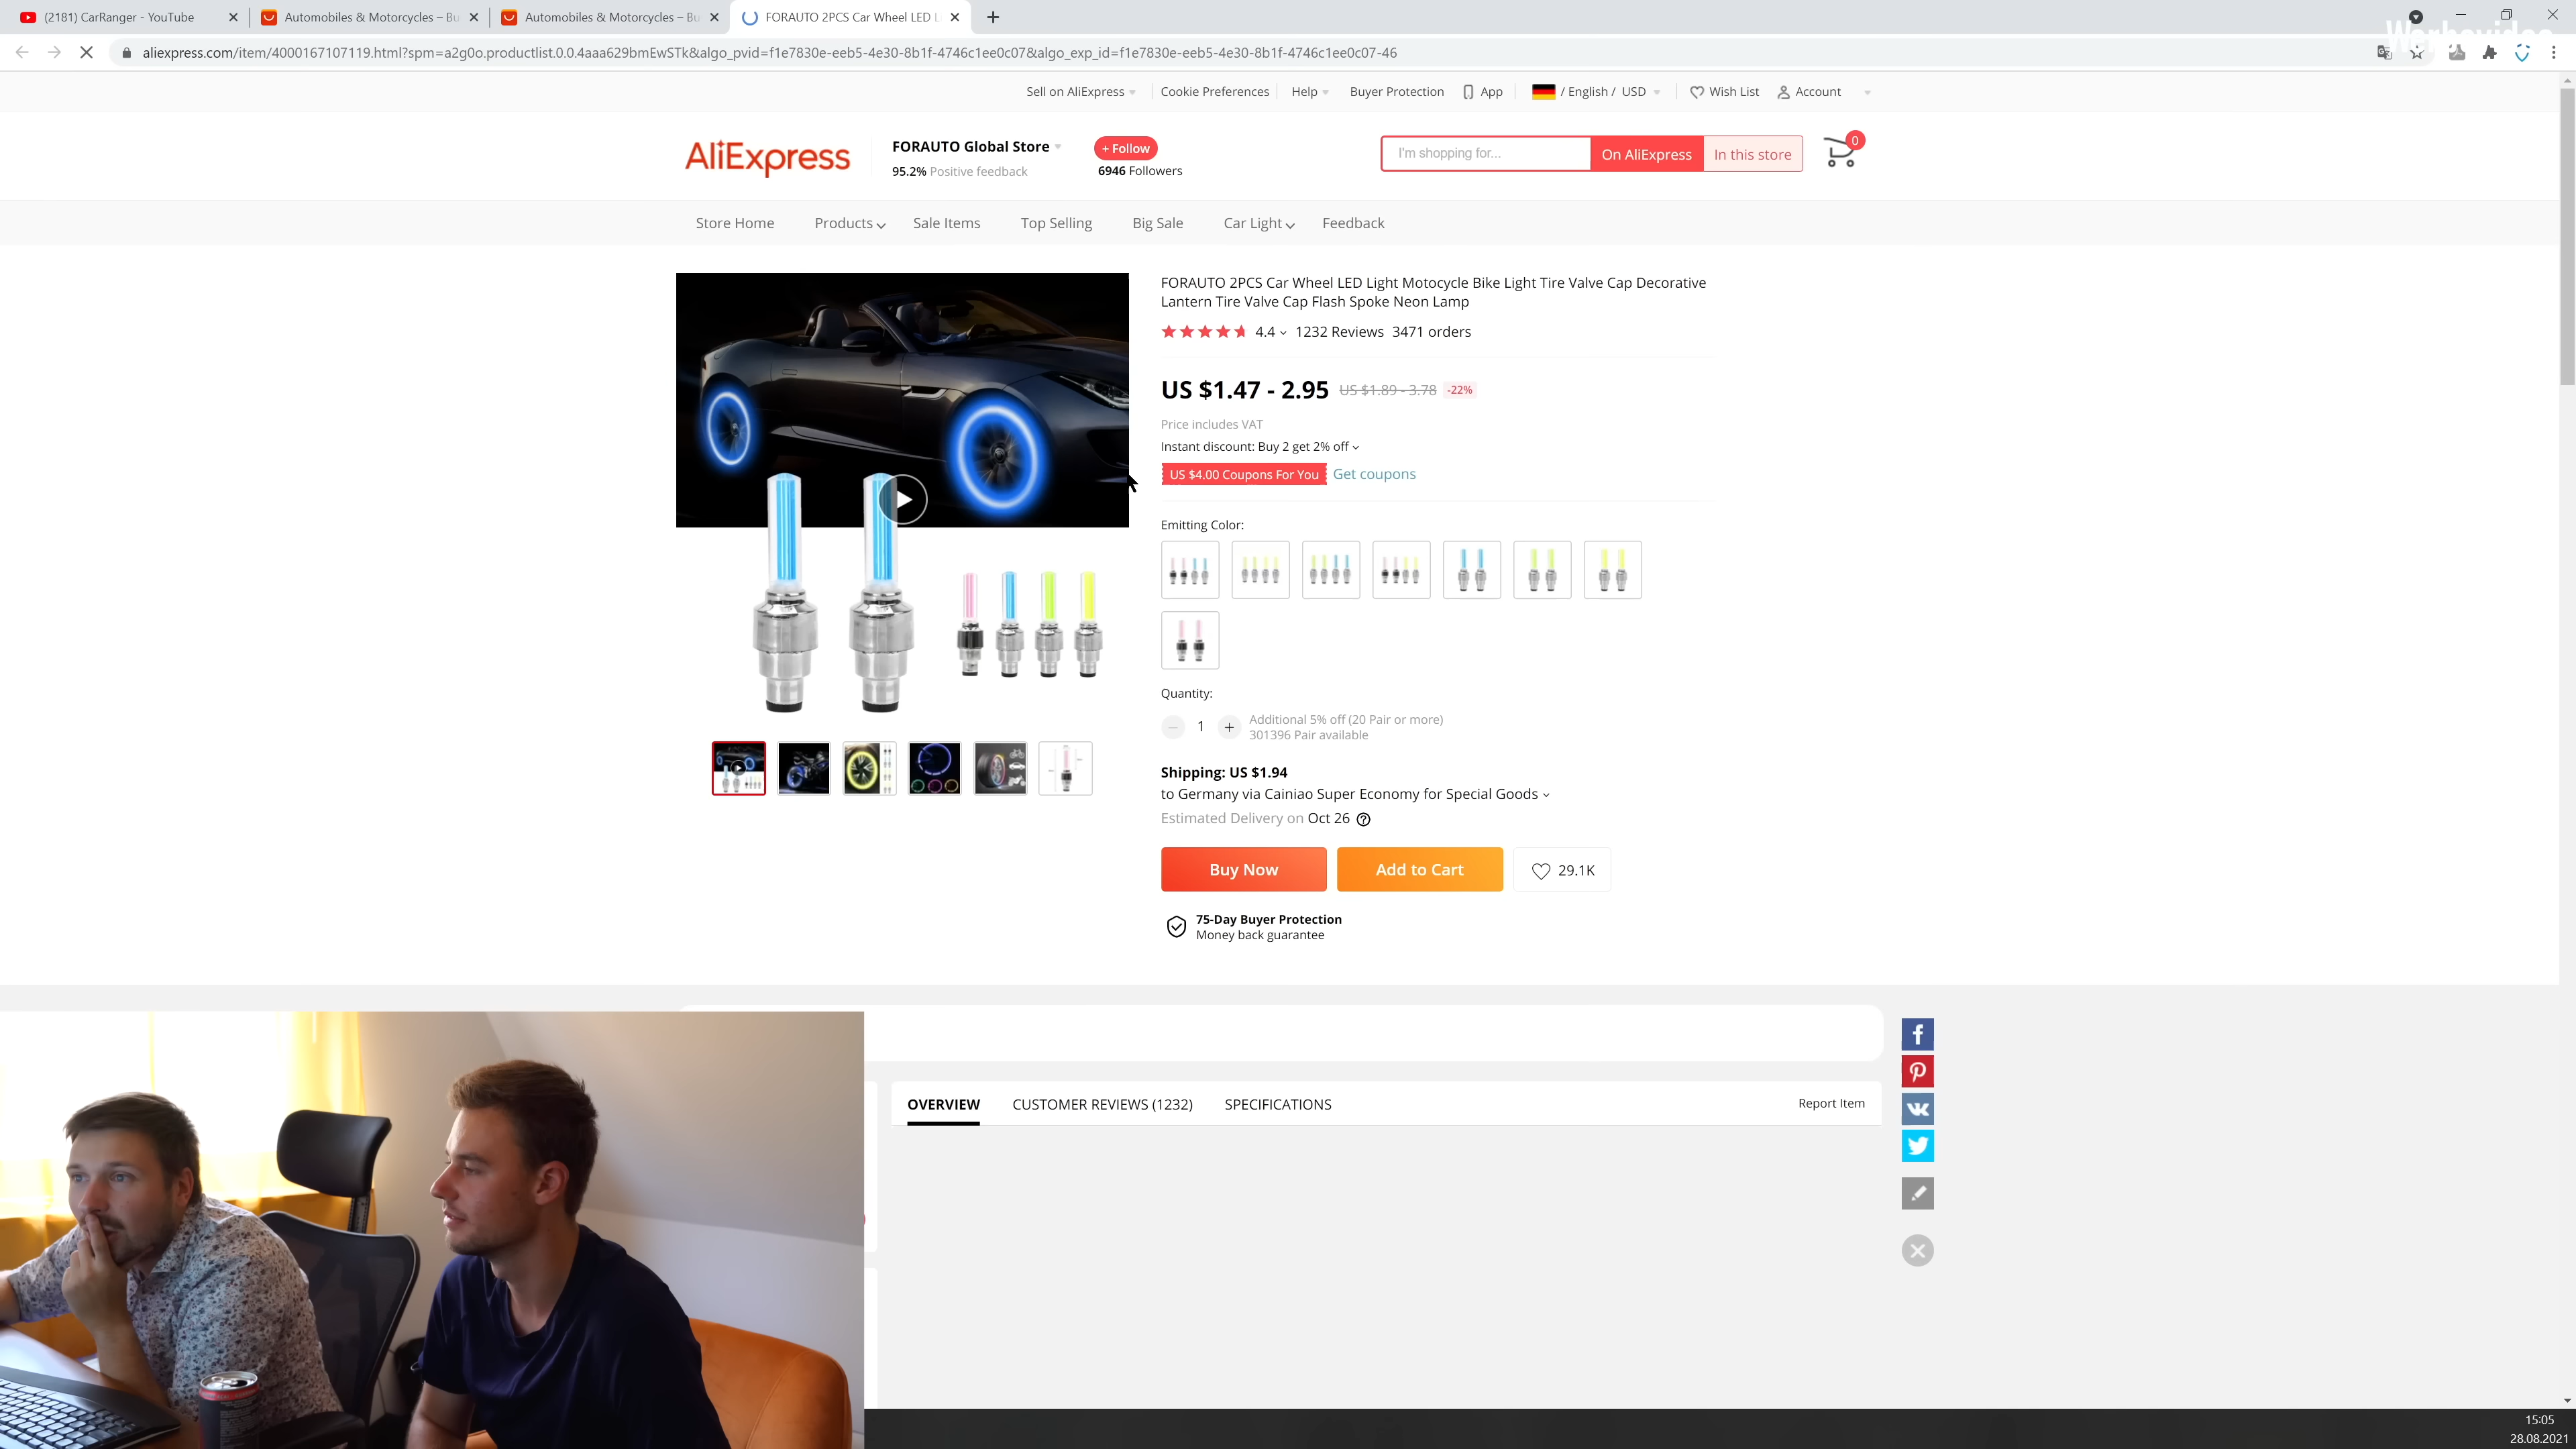 (2181) CarRanger - YouTube
Automobiles & Motorcycles – Bu
Automobiles & Motorcycles – Bu
FORAUTO 2PCS Car Wheel LED L
aliexpress.com/item/4000167107119.html?spm=a2g0o.productlist.0.0.4aaa629bmEwSTk&algo_pvid=f1e7830e-eeb5-4e30-8b1f-4746c1ee0c07&algo_exp_id=f1e7830e-eeb5-4e30-8b1f-4746c1ee0c07-46
Sell on AliExpress
Cookie Preferences
Help
Buyer Protection
App
/ English / USD
Wish List
Account
AliExpress
FORAUTO Global Store
95.2% Positive feedback
+ Follow
6946 Followers
I'm shopping for...
On AliExpress
In this store
0
Store Home
Products
Sale Items
Top Selling
Big Sale
Car Light
Feedback
FORAUTO 2PCS Car Wheel LED Light Motocycle Bike Light Tire Valve Cap Decorative
Lantern Tire Valve Cap Flash Spoke Neon Lamp
4.4 1232 Reviews 3471 orders
US $1.47 - 2.95 US $1.89 - 3.78 -22%
Price includes VAT
Instant discount: Buy 2 get 2% off
US $4.00 Coupons For You Get coupons
Emitting Color:
Quantity:
1
Additional 5% off (20 Pair or more)
301396 Pair available
Shipping: US $1.94
to Germany via Cainiao Super Economy for Special Goods
Estimated Delivery on Oct 26
Buy Now
Add to Cart
29.1K
75-Day Buyer Protection
Money back guarantee
OVERVIEW
CUSTOMER REVIEWS (1232)
SPECIFICATIONS
Report Item
15:05
28.08.2021